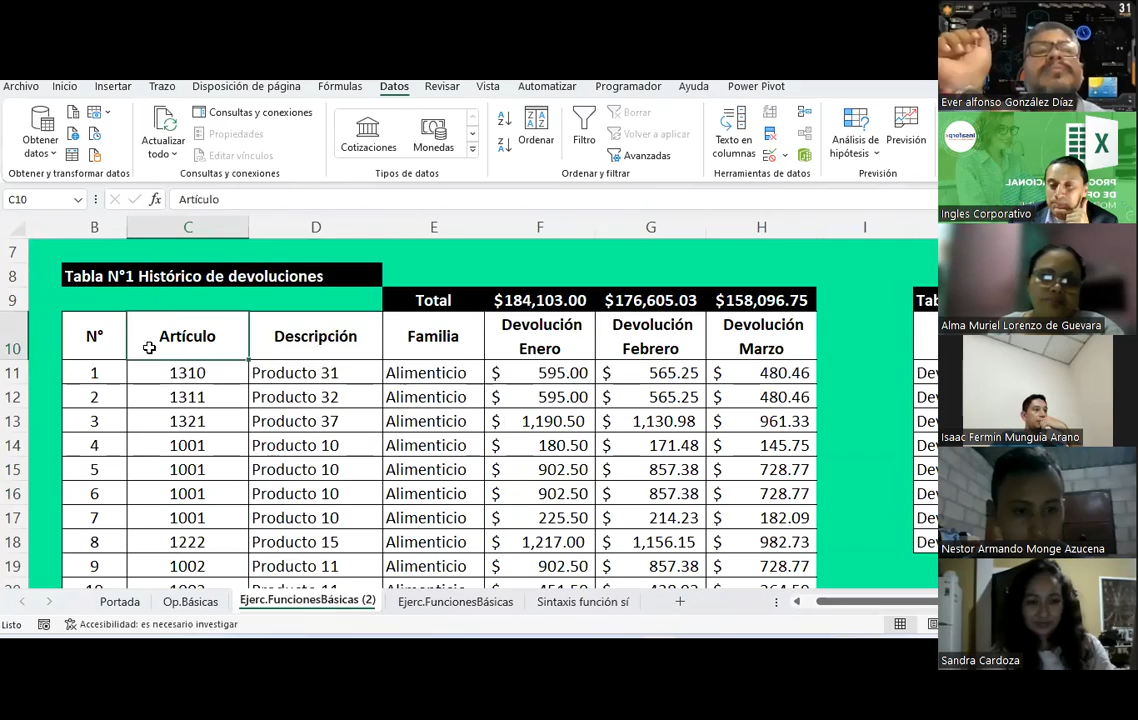 Archivo Inicio Insertar Trazo Disposición de página Fórmulas Datos Revisar Vista Automatizar Programador Ayuda Power Pivot
Obtener datos
Actualizar todo
Consultas y conexiones
Propiedades
Editar vínculos
Cotizaciones
Monedas
Ordenar
Filtro
Borrar
Volver a aplicar
Avanzadas
Texto en columnas
Análisis de hipótesis
Previsión
Obtener y transformar datos
Consultas y conexiones
Tipos de datos
Ordenar y filtrar
Herramientas de datos
Previsión
C10 fx Artículo
B C D E F G H I
7
8 Tabla N°1 Histórico de devoluciones
9 Total $184,103.00 $176,605.03 $158,096.75
10 N° Artículo Descripción Familia Devolución Enero Devolución Febrero Devolución Marzo
11 1 1310 Producto 31 Alimenticio $ 595.00 $ 565.25 $ 480.46
12 2 1311 Producto 32 Alimenticio $ 595.00 $ 565.25 $ 480.46
13 3 1321 Producto 37 Alimenticio $ 1,190.50 $ 1,130.98 $ 961.33
14 4 1001 Producto 10 Alimenticio $ 180.50 $ 171.48 $ 145.75
15 5 1001 Producto 10 Alimenticio $ 902.50 $ 857.38 $ 728.77
16 6 1001 Producto 10 Alimenticio $ 902.50 $ 857.38 $ 728.77
17 7 1001 Producto 10 Alimenticio $ 225.50 $ 214.23 $ 182.09
18 8 1222 Producto 15 Alimenticio $ 1,217.00 $ 1,156.15 $ 982.73
19 9 1002 Producto 11 Alimenticio $ 902.50 $ 857.38 $ 728.77
Portada Op.Básicas Ejerc.FuncionesBásicas (2) Ejerc.FuncionesBásicas Sintaxis función sí
Listo Accesibilidad: es necesario investigar
31
Ever alfonso González Díaz
insaforp
X
Ingles Corporativo
Alma Muriel Lorenzo de Guevara
Isaac Fermin Munguia Arano
Nestor Armando Monge Azucena
Sandra Cardoza